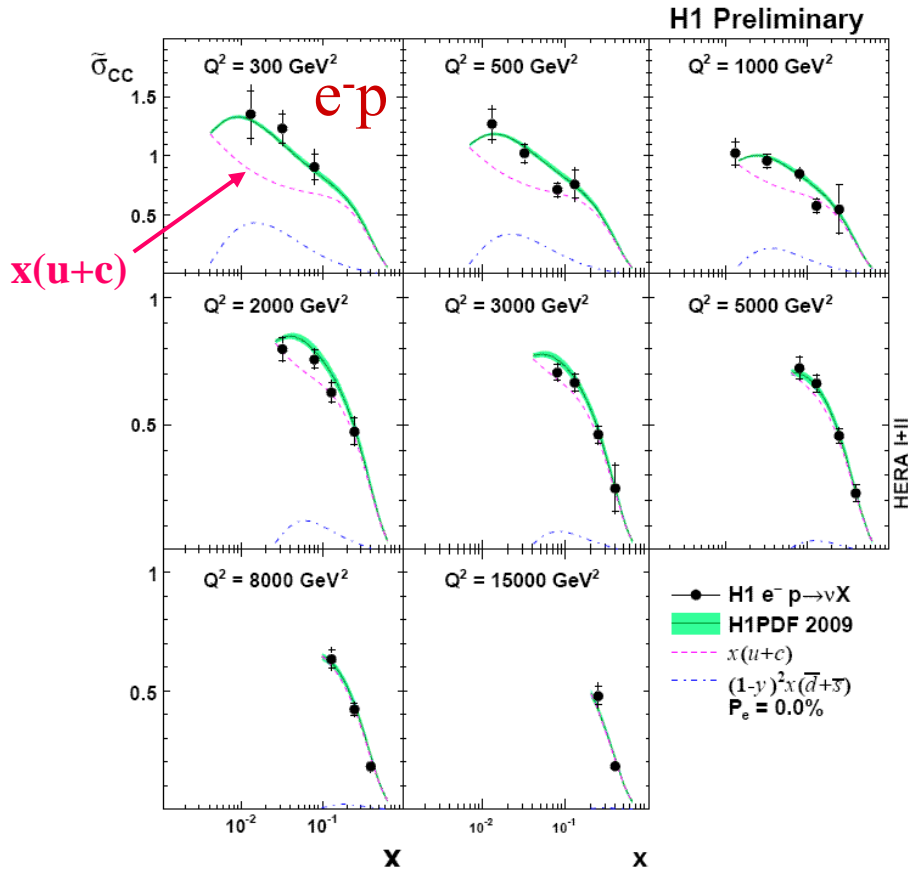 H1 Preliminary
σ̃CC
Q² = 300 GeV²
Q² = 500 GeV²
Q² = 1000 GeV²
e⁻p
1.5
1
0.5
x(u+c)
Q² = 2000 GeV²
Q² = 3000 GeV²
Q² = 5000 GeV²
1
0.5
HERA I+II
Q² = 8000 GeV²
Q² = 15000 GeV²
1
0.5
H1 e⁻ p→νX
H1PDF 2009
x(u+c)
(1-y)²x(d̅+s̅)
Pₑ = 0.0%
10⁻² 10⁻¹ 10⁻² 10⁻¹
x x